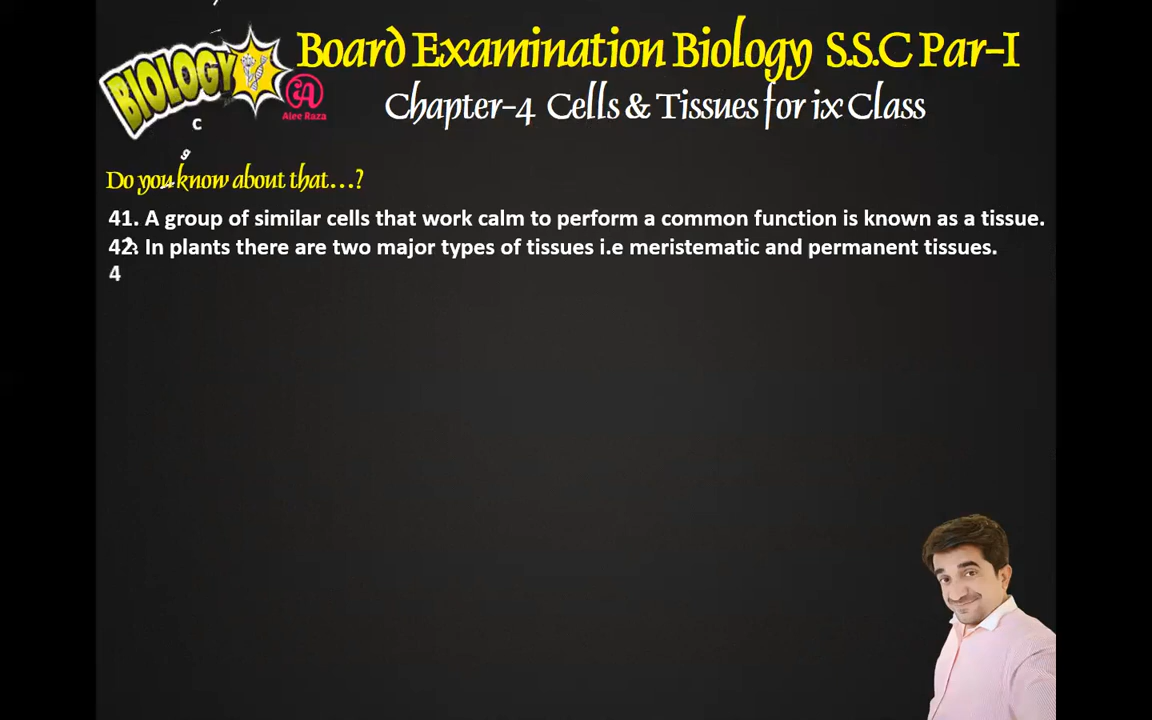 BIOLOGY
Board Examination Biology S.S.C Par-I
Alee Raza
Chapter-4 Cells & Tissues for ix Class
C
s
Do you know about that...?
41. A group of similar cells that work calm to perform a common function is known as a tissue.
42. In plants there are two major types of tissues i.e meristematic and permanent tissues.
4